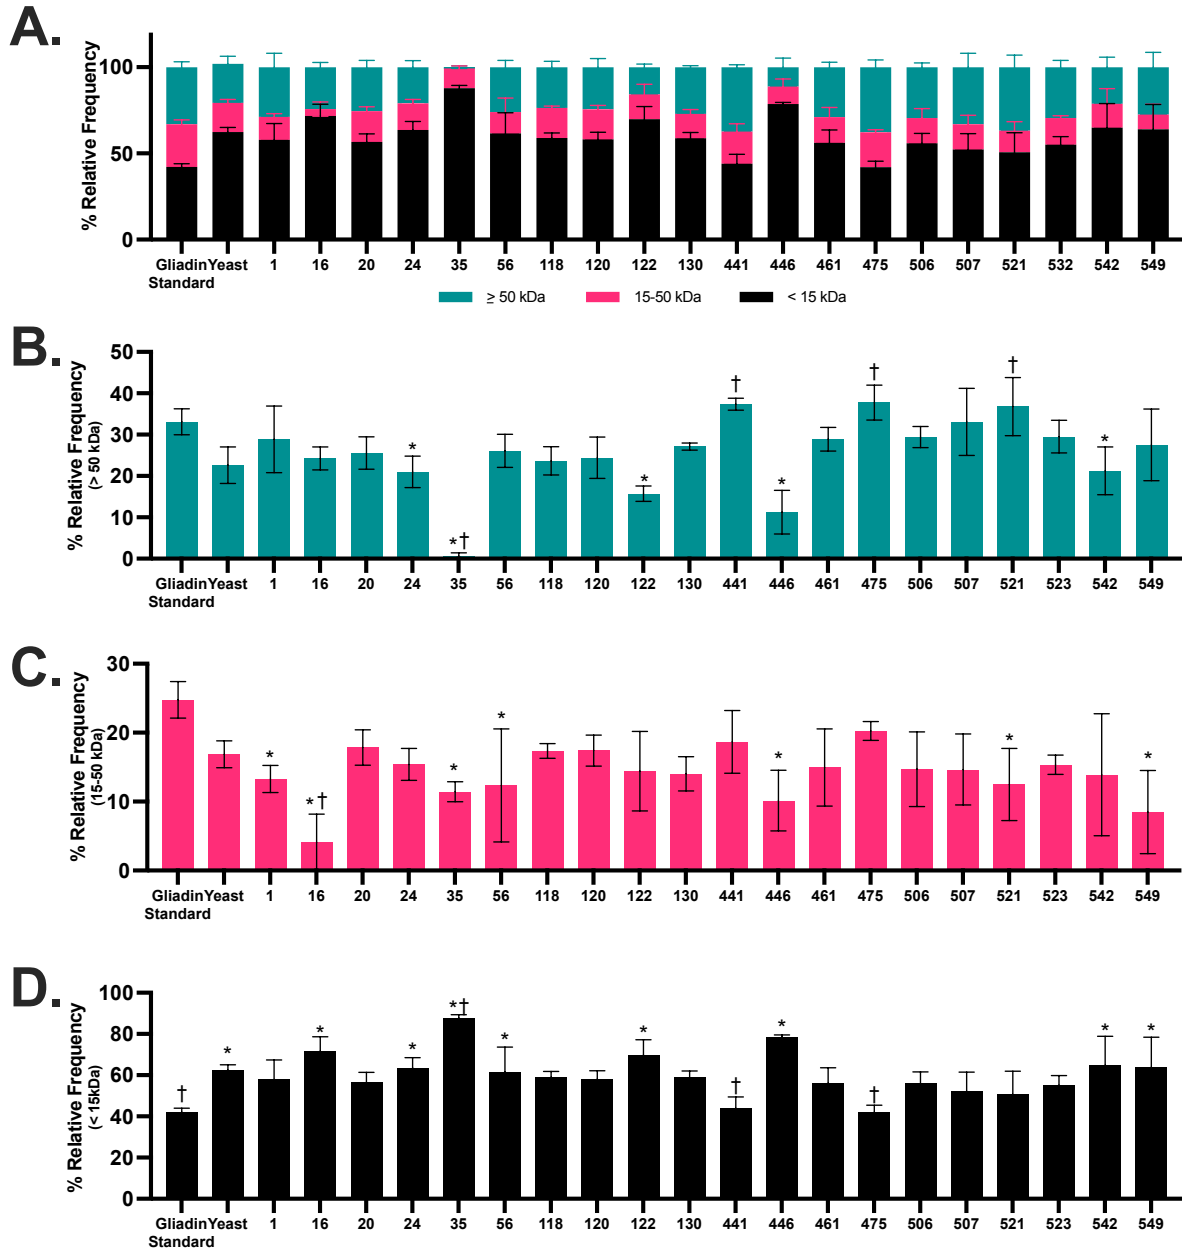 A.
% Relative Frequency
100
50
0
Gliadin Standard Yeast 1 16 20 24 35 56 118 120 122 130 441 446 461 475 506 507 521 532 542 549
≥ 50 kDa 15-50 kDa < 15 kDa
B.
% Relative Frequency
(> 50 kDa)
50
40
30
20
10
0
* *† * † * † † *
Gliadin Standard Yeast 1 16 20 24 35 56 118 120 122 130 441 446 461 475 506 507 521 523 542 549
C.
% Relative Frequency
(15-50 kDa)
30
20
10
0
* *† * * * * *
Gliadin Standard Yeast 1 16 20 24 35 56 118 120 122 130 441 446 461 475 506 507 521 523 542 549
D.
% Relative Frequency
(< 15kDa)
100
80
60
40
20
0
† * * * *† * * † * † * *
Gliadin Standard Yeast 1 16 20 24 35 56 118 120 122 130 441 446 461 475 506 507 521 523 542 549